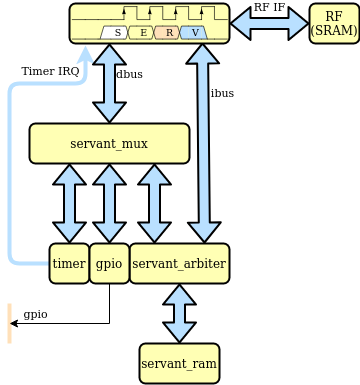 RF IF
RF
(SRAM)
S E R V
Timer IRQ
dbus
ibus
servant_mux
timer
gpio
servant_arbiter
gpio
servant_ram